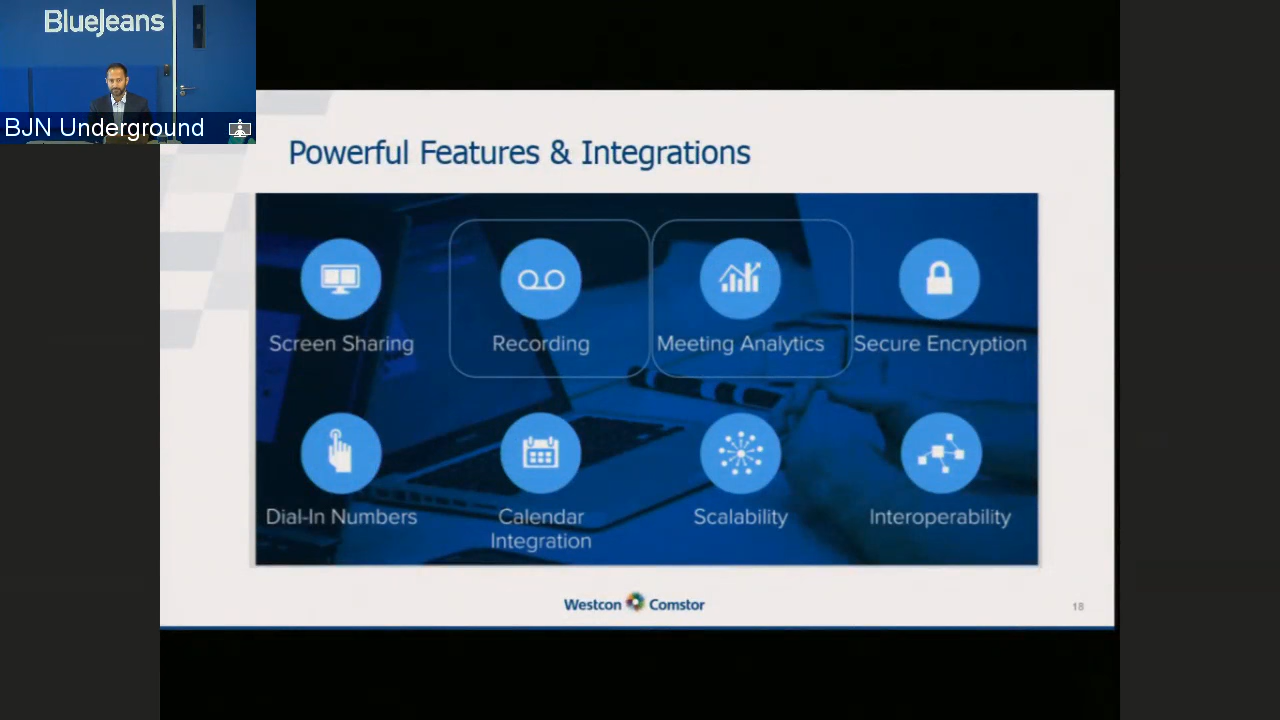 BlueJeans
BJN Underground
Powerful Features & Integrations
Screen Sharing
Recording
Meeting Analytics
Secure Encryption
Dial-In Numbers
Calendar
Integration
Scalability
Interoperability
Westcon Comstor
18